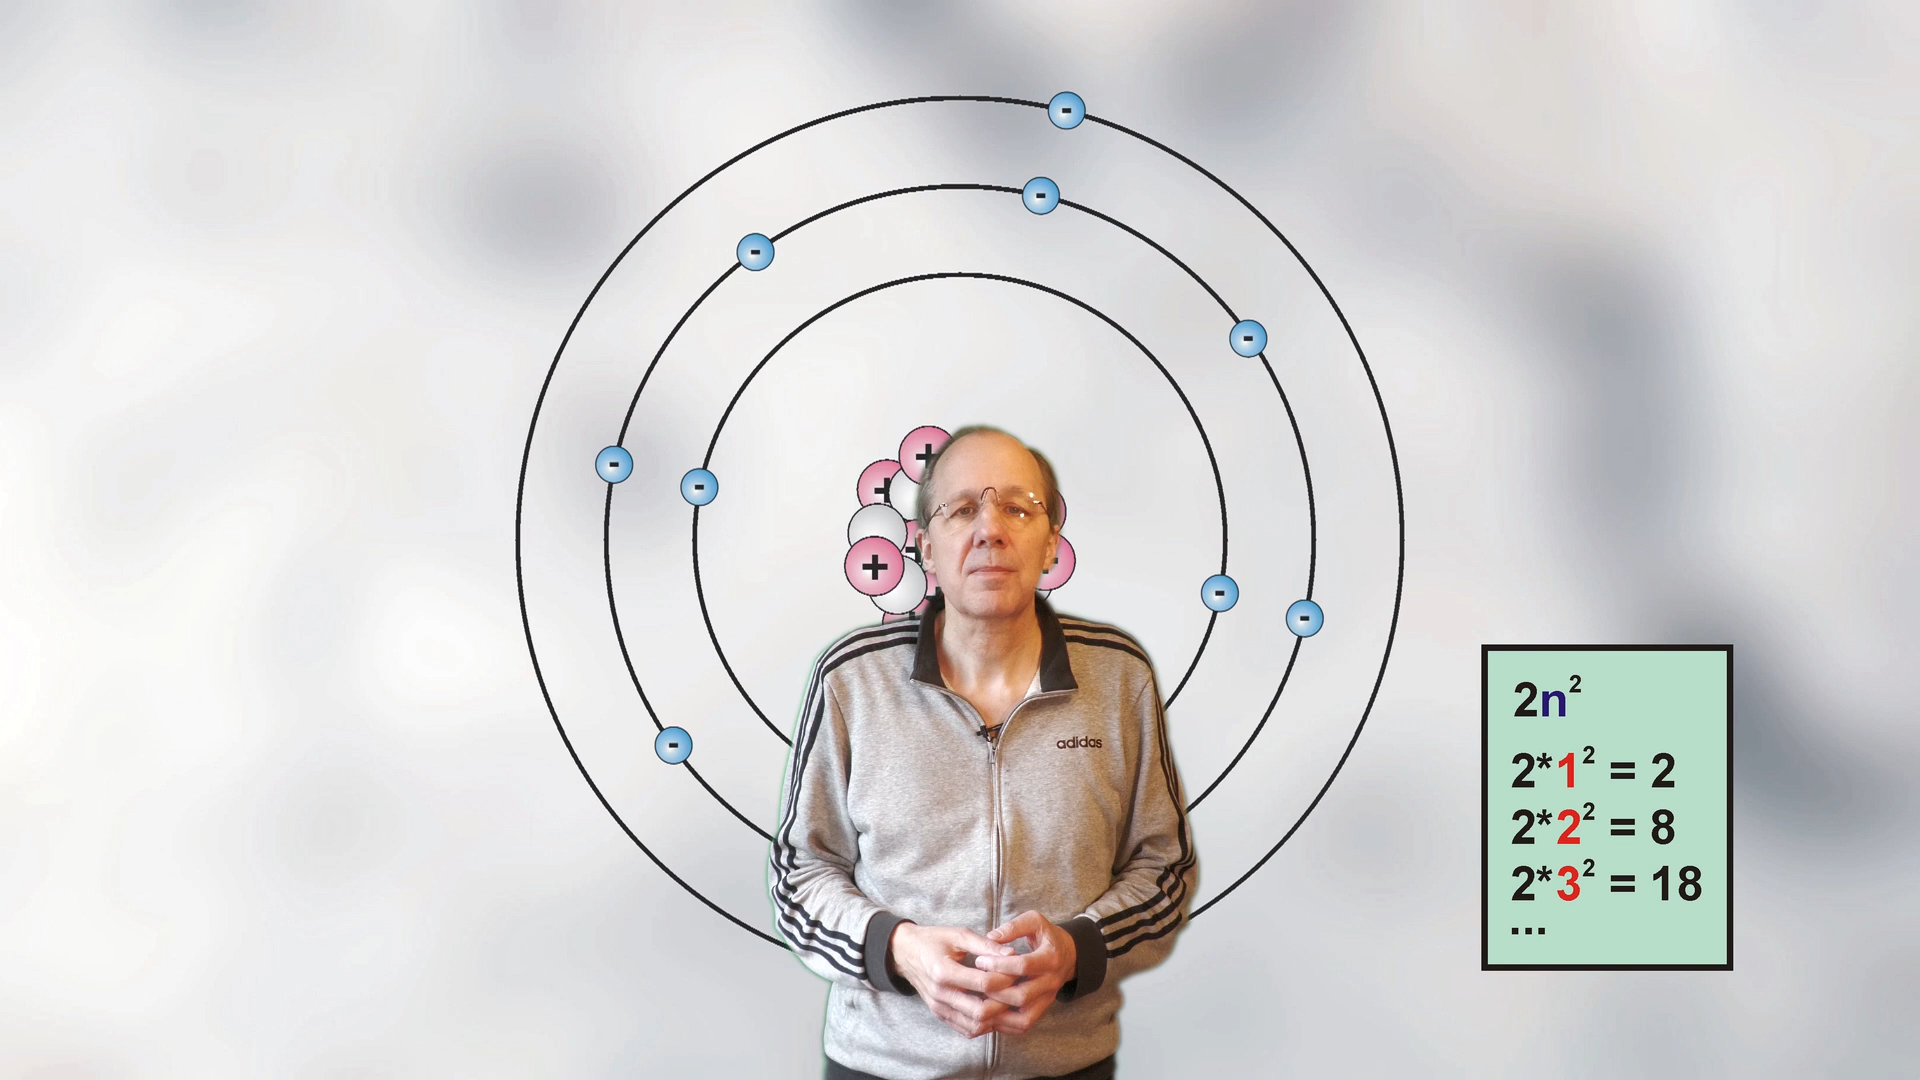 adidas
2n²
2*1² = 2
2*2² = 8
2*3² = 18
...